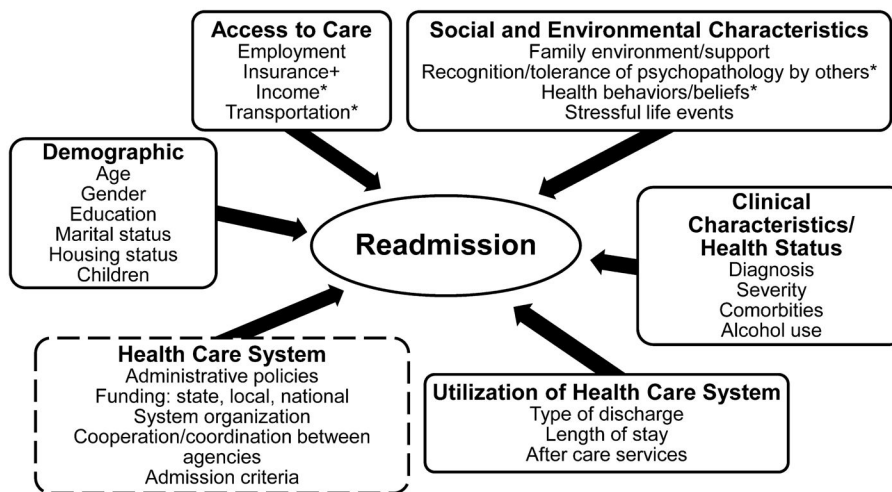 Access to Care
Employment
Insurance+
Income*
Transportation*
Social and Environmental Characteristics
Family environment/support
Recognition/tolerance of psychopathology by others*
Health behaviors/beliefs*
Stressful life events
Demographic
Age
Gender
Education
Marital status
Housing status
Children
Readmission
Clinical
Characteristics/
Health Status
Diagnosis
Severity
Comorbities
Alcohol use
Health Care System
Administrative policies
Funding: state, local, national
System organization
Cooperation/coordination between
agencies
Admission criteria
Utilization of Health Care System
Type of discharge
Length of stay
After care services